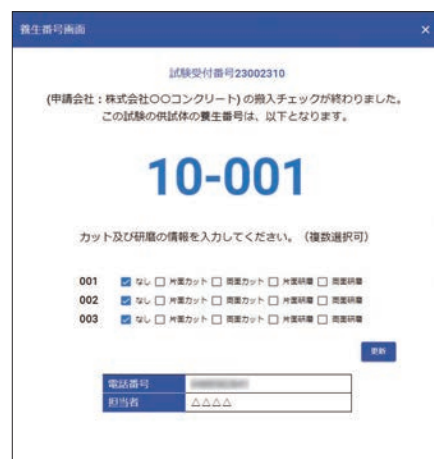 養生番号画面 ×
試験受付番号23002310
(申請会社：株式会社〇〇コンクリート) の搬入チェックが終わりました。
この試験の供試体の養生番号は、以下となります。
10-001
カット及び研磨の情報を入力してください。（複数選択可）
001 なし 片面カット 両面カット 片面研磨 両面研磨
002 なし 片面カット 両面カット 片面研磨 両面研磨
003 なし 片面カット 両面カット 片面研磨 両面研磨
更新
電話番号
担当者 △△△△